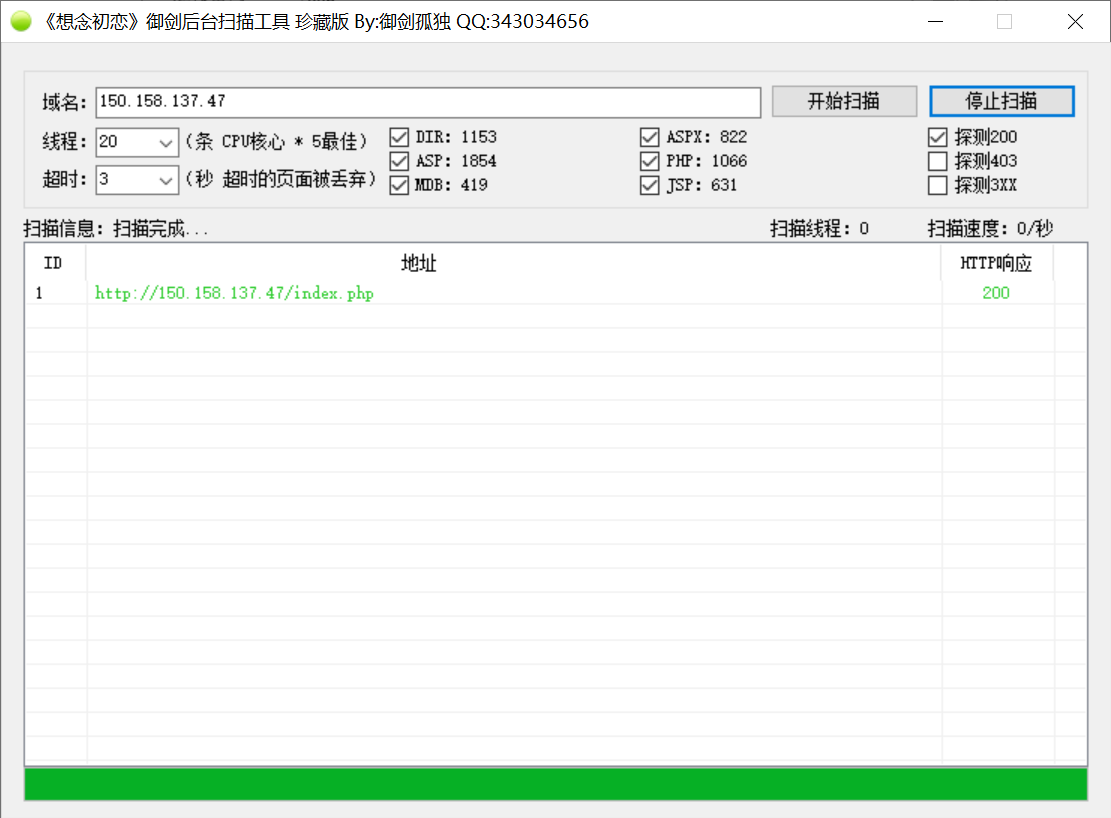 《想念初恋》御剑后台扫描工具 珍藏版 By:御剑孤独 QQ:343034656
域名: 150.158.137.47 开始扫描 停止扫描
线程: 20 (条 CPU核心 * 5最佳) DIR: 1153 ASPX: 822 探测200
ASP: 1854 PHP: 1066 探测403
超时: 3 (秒 超时的页面被丢弃) MDB: 419 JSP: 631 探测3XX
扫描信息: 扫描完成... 扫描线程: 0 扫描速度: 0/秒
ID 地址 HTTP响应
1 http://150.158.137.47/index.php 200